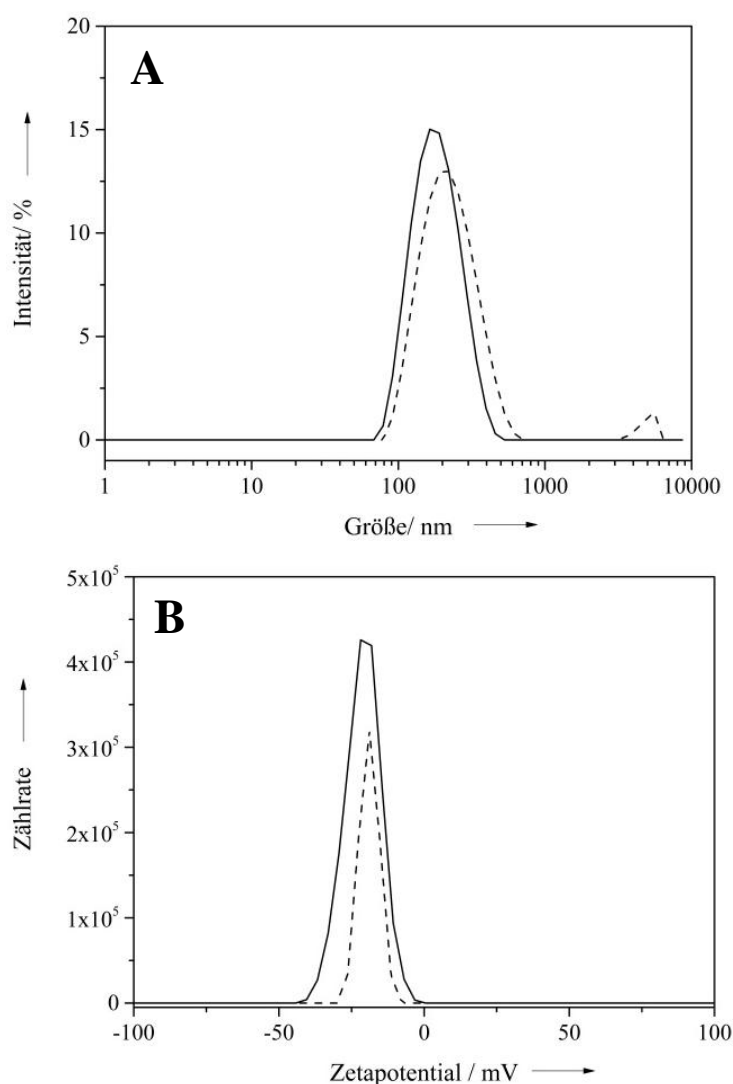 A
20
15
10
5
0
Intensität/ %
1 10 100 1000 10000
Größe/ nm
B
5x10⁵
4x10⁵
3x10⁵
2x10⁵
1x10⁵
0
Zählrate
-100 -50 0 50 100
Zetapotential / mV